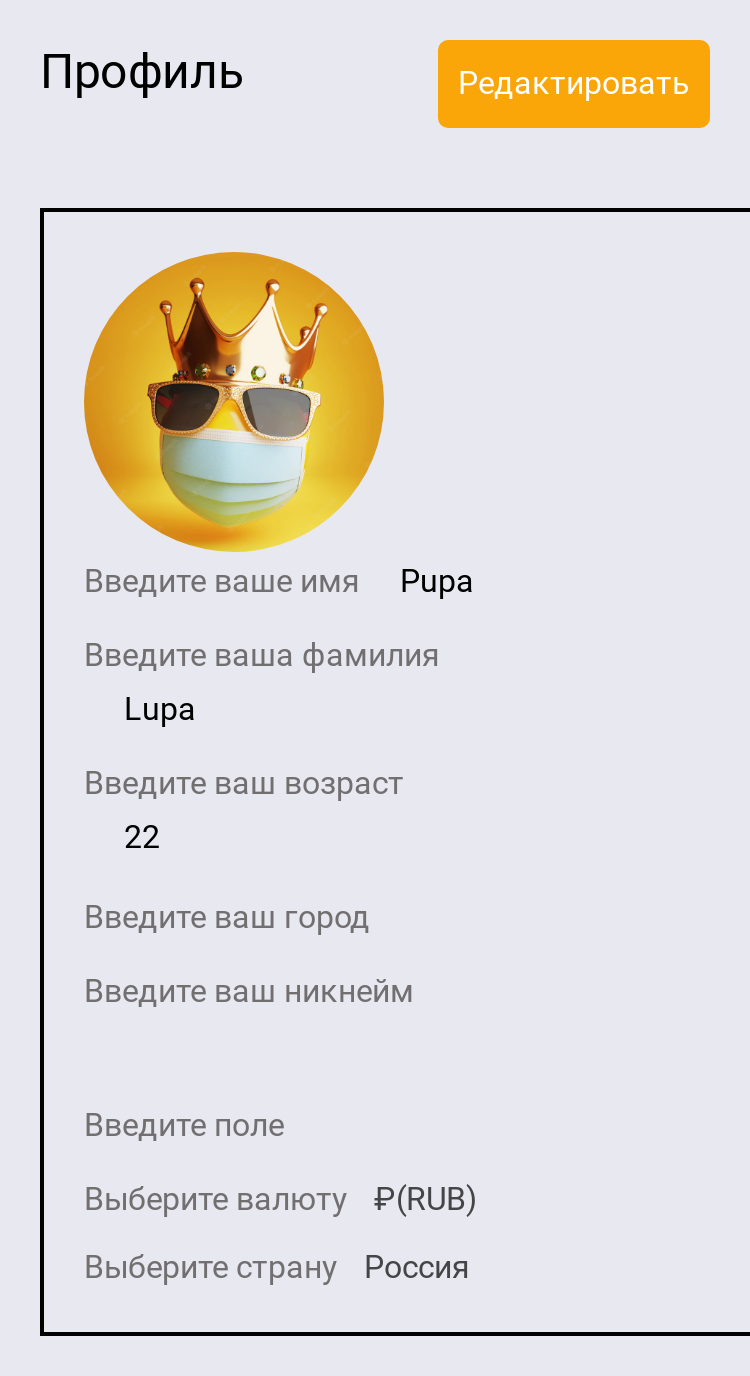 Профиль
Редактировать
Введите ваше имя Pupa
Введите ваша фамилия
Lupa
Введите ваш возраст
22
Введите ваш город
Введите ваш никнейм
Введите поле
Выберите валюту ₽(RUB)
Выберите страну Россия